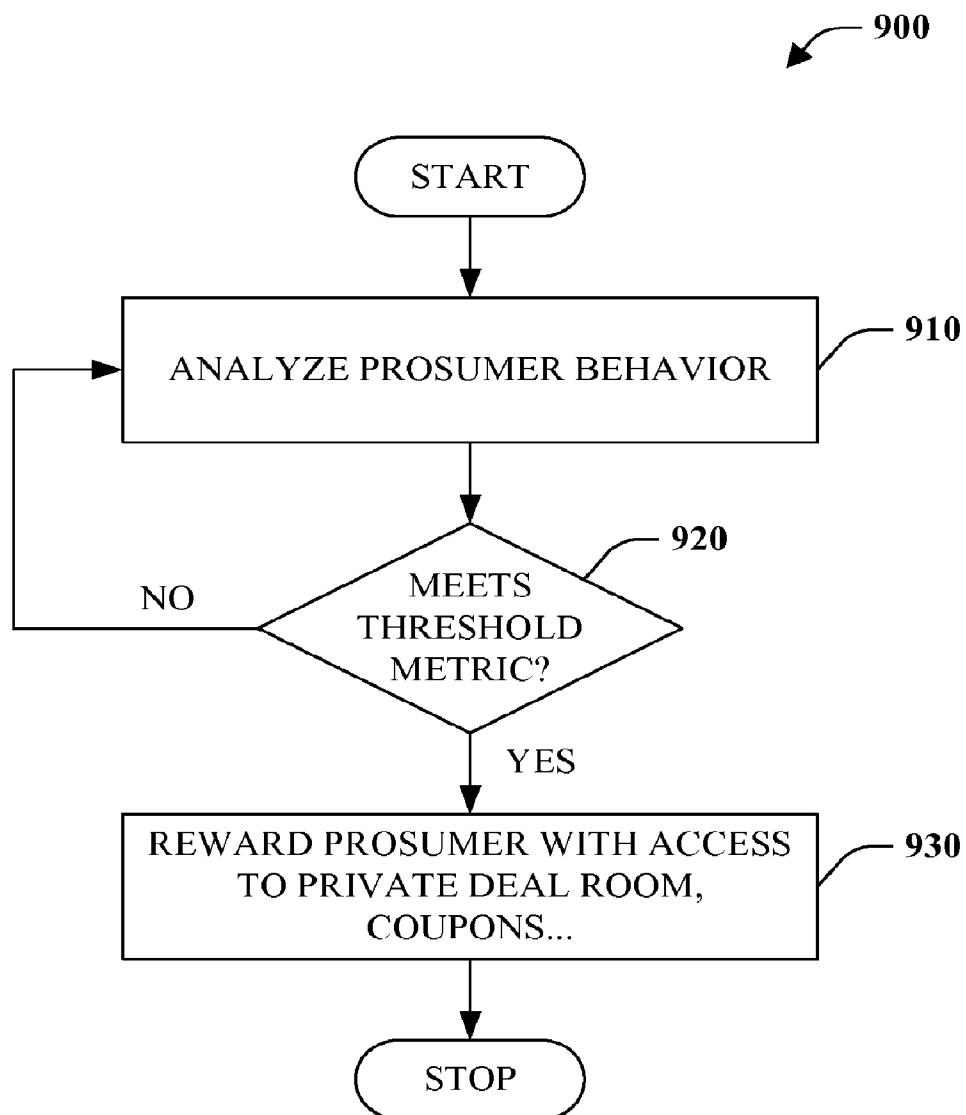 900
START
910
ANALYZE PROSUMER BEHAVIOR
920
MEETS
THRESHOLD
METRIC?
NO
YES
REWARD PROSUMER WITH ACCESS
TO PRIVATE DEAL ROOM,
COUPONS...
930
STOP